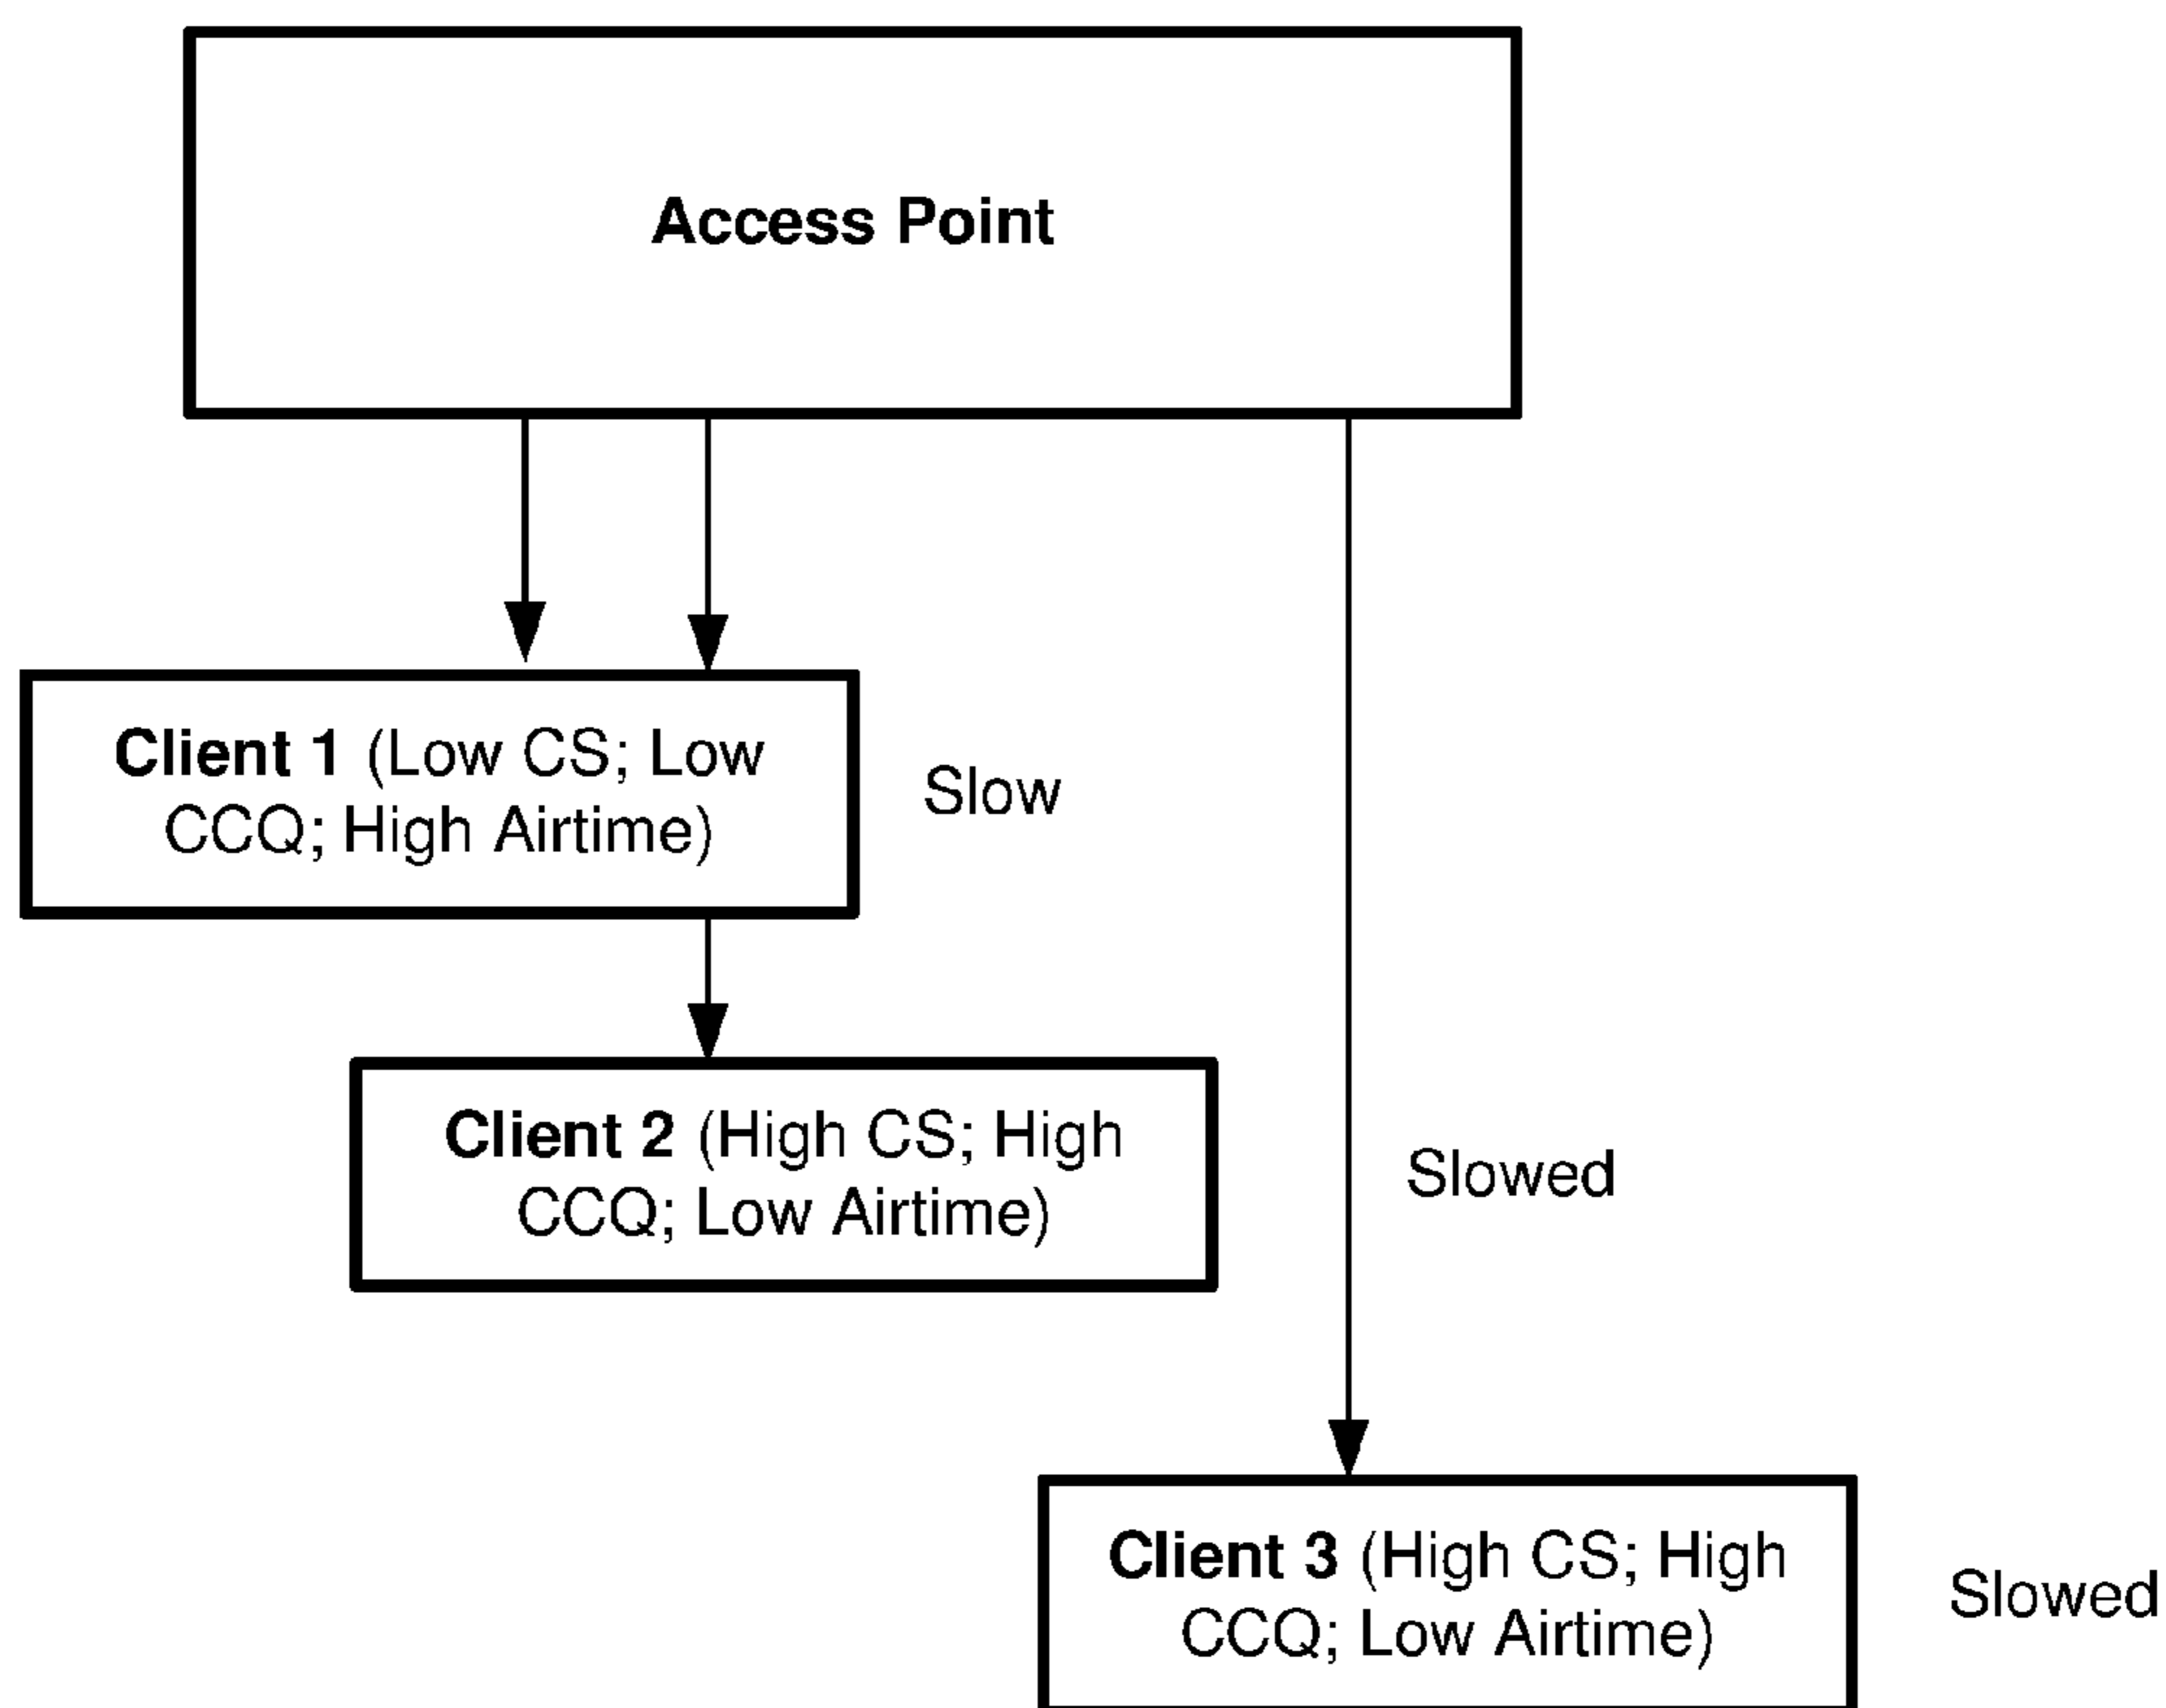 Access Point
Client 1 (Low CS; Low
CCQ; High Airtime)
Slow
Client 2 (High CS; High
CCQ; Low Airtime)
Slowed
Client 3 (High CS; High
CCQ; Low Airtime)
Slowed